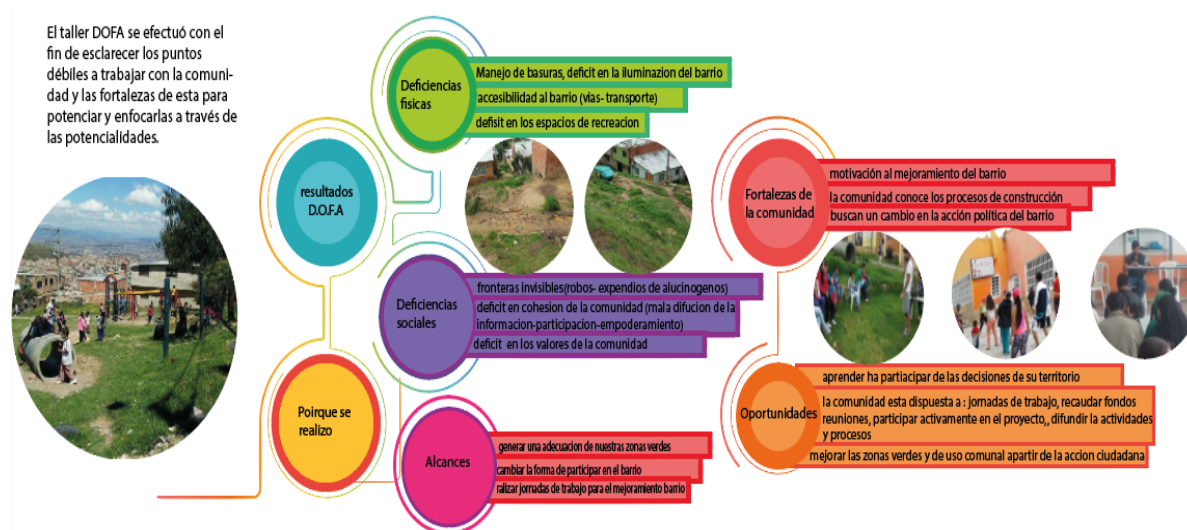 El taller DOFA se efectuó con el
fin de esclarecer los puntos
débiles a trabajar con la comuni-
dad y las fortalezas de esta para
potenciar y enfocarlas a través de
las potencialidades.
resultados
D.O.F.A
Poirque se
realizo
Deficiencias
fisicas
Manejo de basuras, deficit en la iluminazion del barrio
accesibilidad al barrio (vías- transporte)
defisit en los espacios de recreacion
Deficiencias
sociales
fronteras invisibles(robos- expendios de alucinogenos)
deficit en cohesion de la comunidad (mala difucion de la
informacion-participacion-empoderamiento)
deficit en los valores de la comunidad
Alcances
generar una adecuacion de nuestras zonas verdes
cambiar la forma de participar en el barrio
ralizar jornadas de trabajo para el mejoramiento barrio
Fortalezas de
la comunidad
motivación al mejoramiento del barrio
la comunidad conoce los procesos de construcción
buscan un cambio en la acción política del barrio
Oportunidades
aprender ha partiacipar de las decisiones de su territorio
la comunidad esta dispuesta a : jornadas de trabajo, recaudar fondos
reuniones, participar activamente en el proyecto,, difundir la actividades
y procesos
mejorar las zonas verdes y de uso comunal apartir de la accion ciudadana